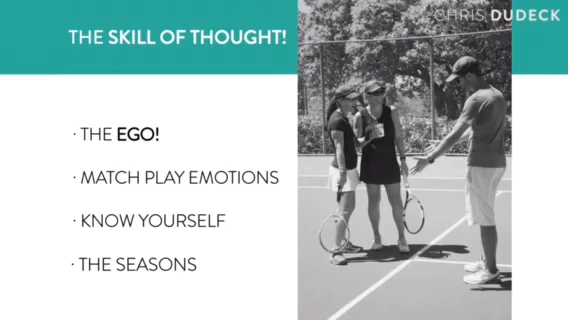 CHRIS DUDECK
THE SKILL OF THOUGHT!
· THE EGO!
· MATCH PLAY EMOTIONS
· KNOW YOURSELF
· THE SEASONS